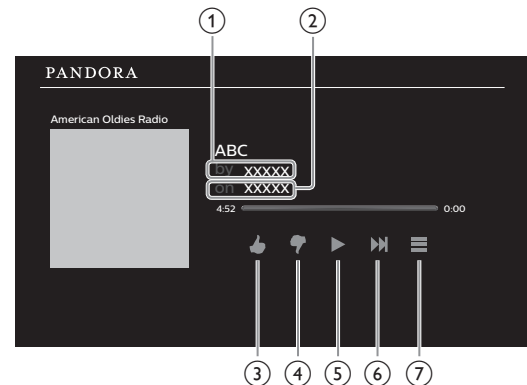 1 2
PANDORA
American Oldies Radio
ABC
by xxxxx
on xxxxx
4:52 0:00
3 4 5 6 7